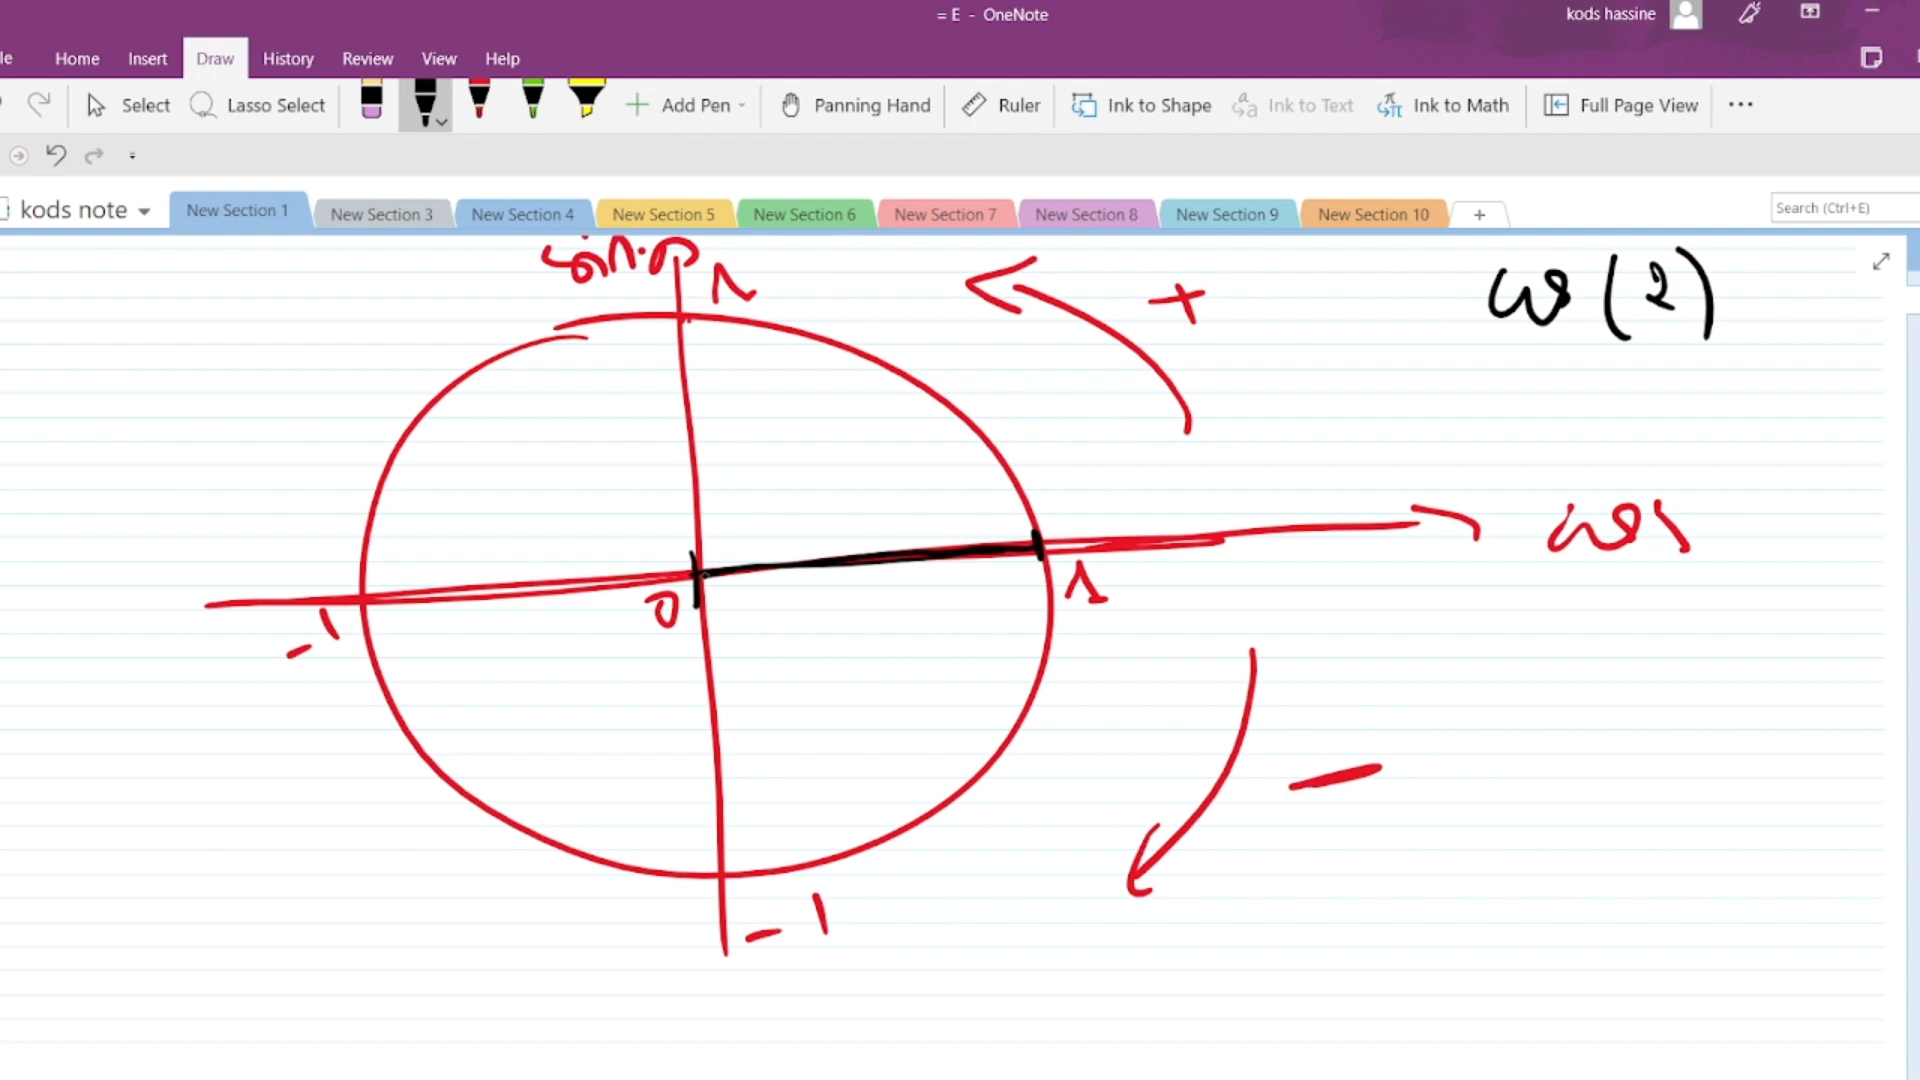 = E - OneNote
kods hassine
le Home Insert Draw History Review View Help
Select Lasso Select Add Pen Panning Hand Ruler Ink to Shape Ink to Text Ink to Math Full Page View
kods note New Section 1 New Section 3 New Section 4 New Section 5 New Section 6 New Section 7 New Section 8 New Section 9 New Section 10 +
Search (Ctrl+E)
1
+
cos (2)
cos
0
1
-1
-
-1